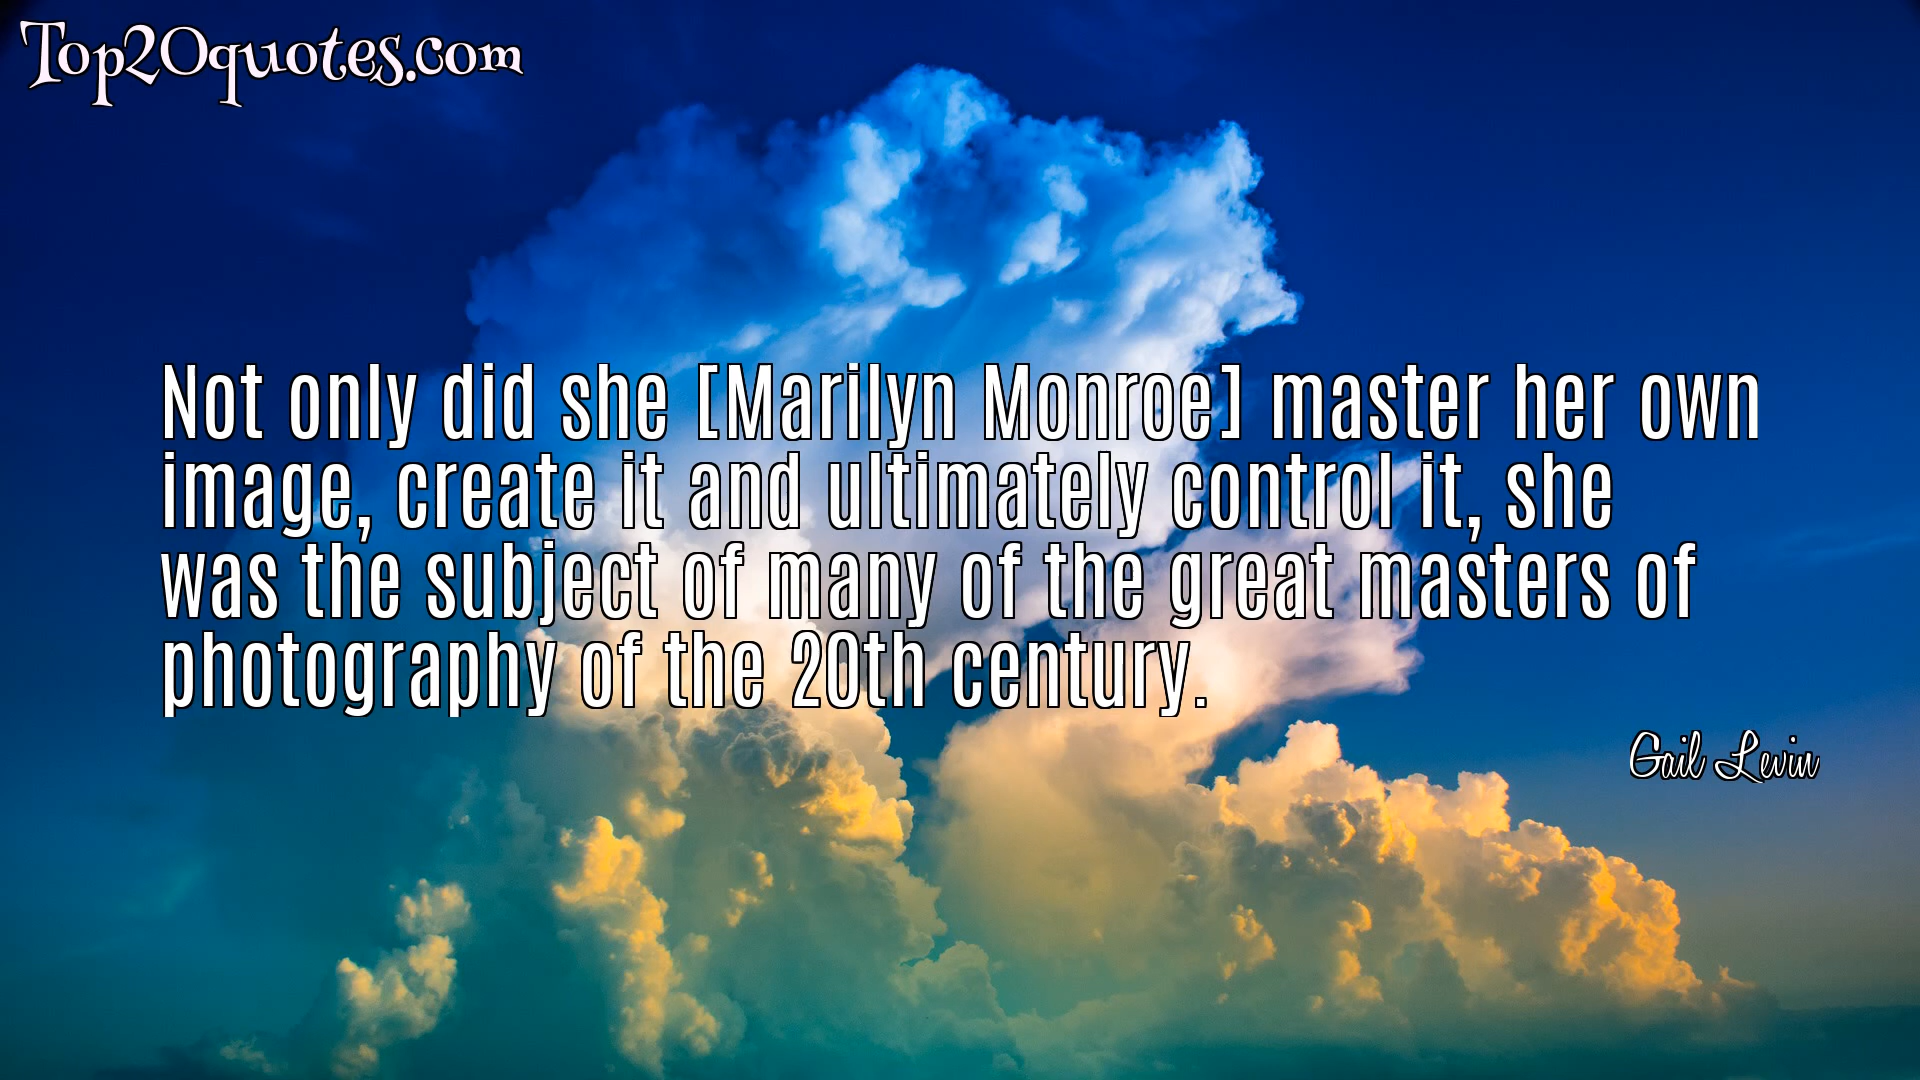 Top20quotes.com
Not only did she [Marilyn Monroe] master her own
image, create it and ultimately control it, she
was the subject of many of the great masters of
photography of the 20th century.
Gail Levin